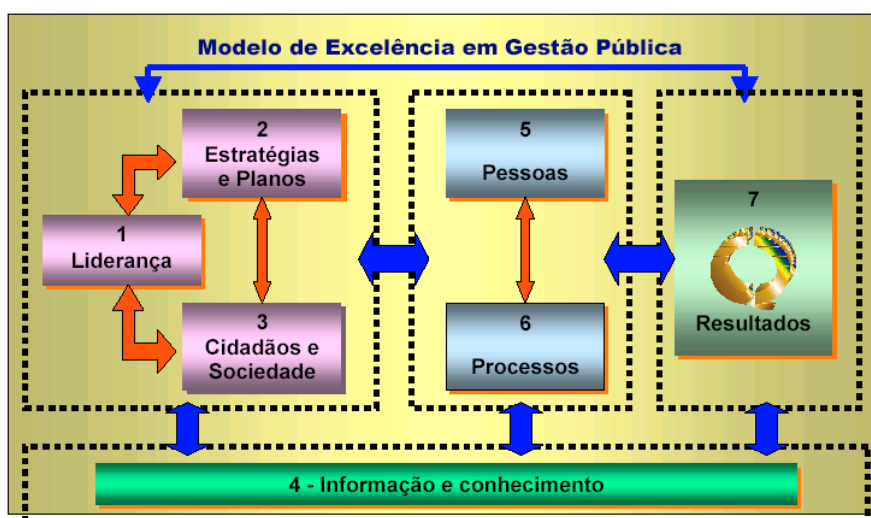 Modelo de Excelência em Gestão Pública
1
Liderança
2
Estratégias
e Planos
3
Cidadãos e
Sociedade
5
Pessoas
6
Processos
7
Resultados
4 - Informação e conhecimento